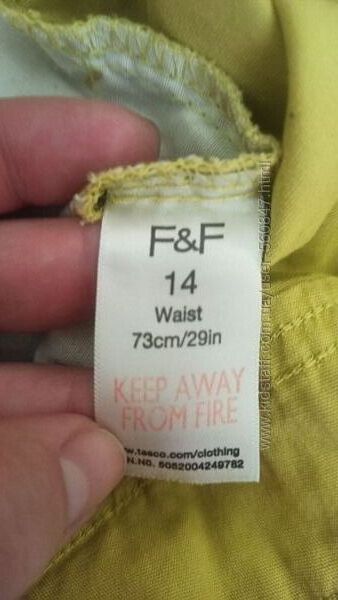 F&F
14
Waist
73cm/29in
KEEP AWAY
FROM FIRE
w.tesco.com/clothing
.N.NO. 5052004249782